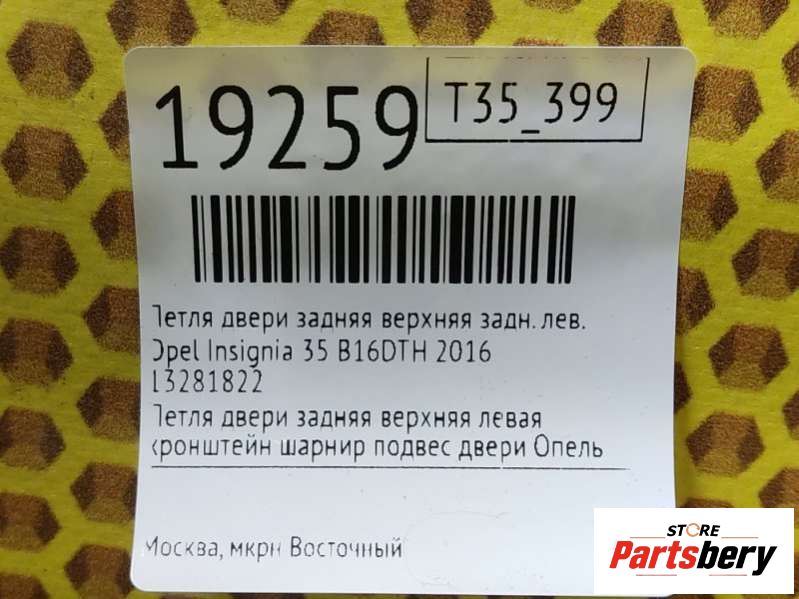 19259
T35_399
Петля двери задняя верхняя задн. лев.
Opel Insignia 35 B16DTH 2016
13281822
Петля двери задняя верхняя левая
кронштейн шарнир подвес двери Опель
Москва, мкрн Восточный
STORE
Partsbery